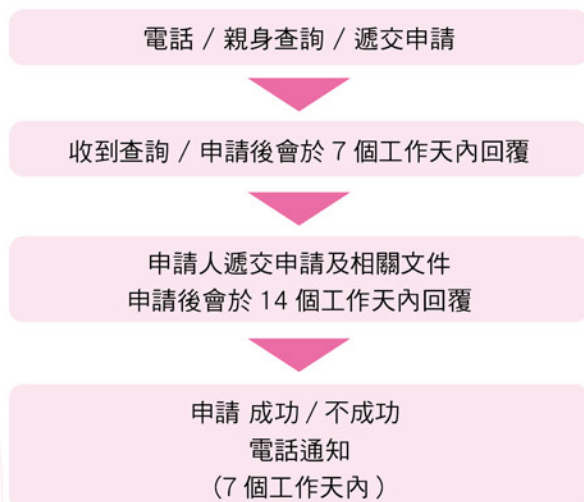 電話 / 親身查詢 / 遞交申請
收到查詢 / 申請後會於 7 個工作天內回覆
申請人遞交申請及相關文件
申請後會於 14 個工作天內回覆
申請 成功 / 不成功
電話通知
(7 個工作天內 )